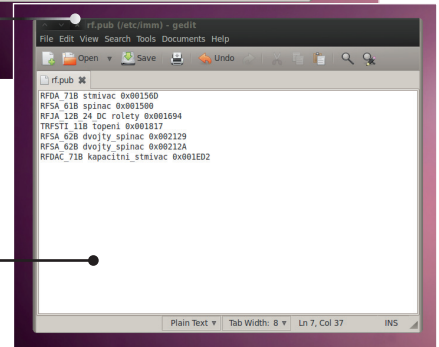 rf.pub (/etc/imm) - gedit
File Edit View Search Tools Documents Help
Open Save Undo
rf.pub
RFDA_71B stmivac 0x00156D
RFSA_61B spinac 0x001500
RFJA_12B_24_DC rolety 0x001694
TRFSTI_11B topeni 0x001817
RFSA_62B dvojty_spinac 0x002129
RFSA_62B dvojty_spinac 0x00212A
RFDAC_71B kapacitni_stmivac 0x001ED2
Plain Text Tab Width: 8 Ln 7, Col 37 INS